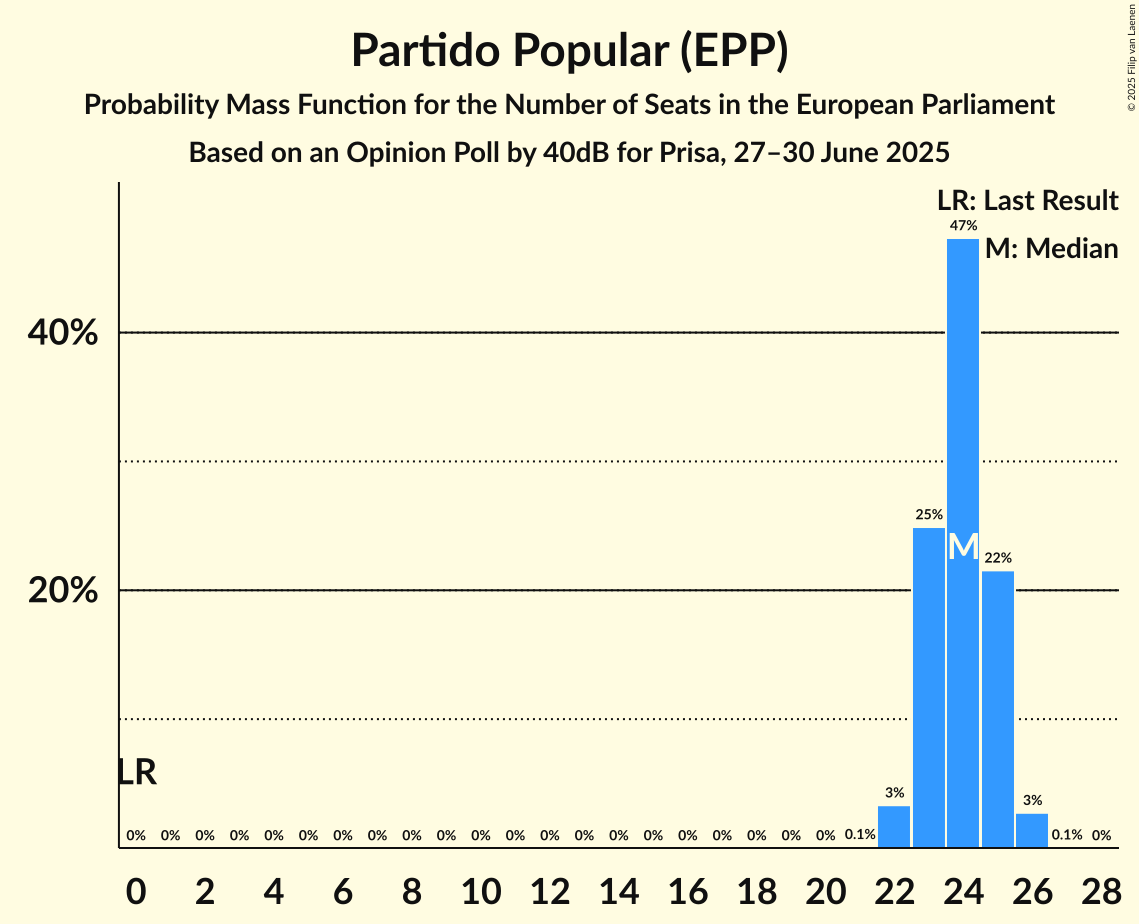 Partido Popular (EPP)
Probability Mass Function for the Number of Seats in the European Parliament
Based on an Opinion Poll by 40dB for Prisa, 27–30 June 2025
© 2025 Filip van Laenen
LR: Last Result
M: Median
47%
40%
25%
M
22%
20%
LR
3%
3%
0% 0% 0% 0% 0% 0% 0% 0% 0% 0% 0% 0% 0% 0% 0% 0% 0% 0% 0% 0% 0% 0.1% 0.1% 0%
0 2 4 6 8 10 12 14 16 18 20 22 24 26 28